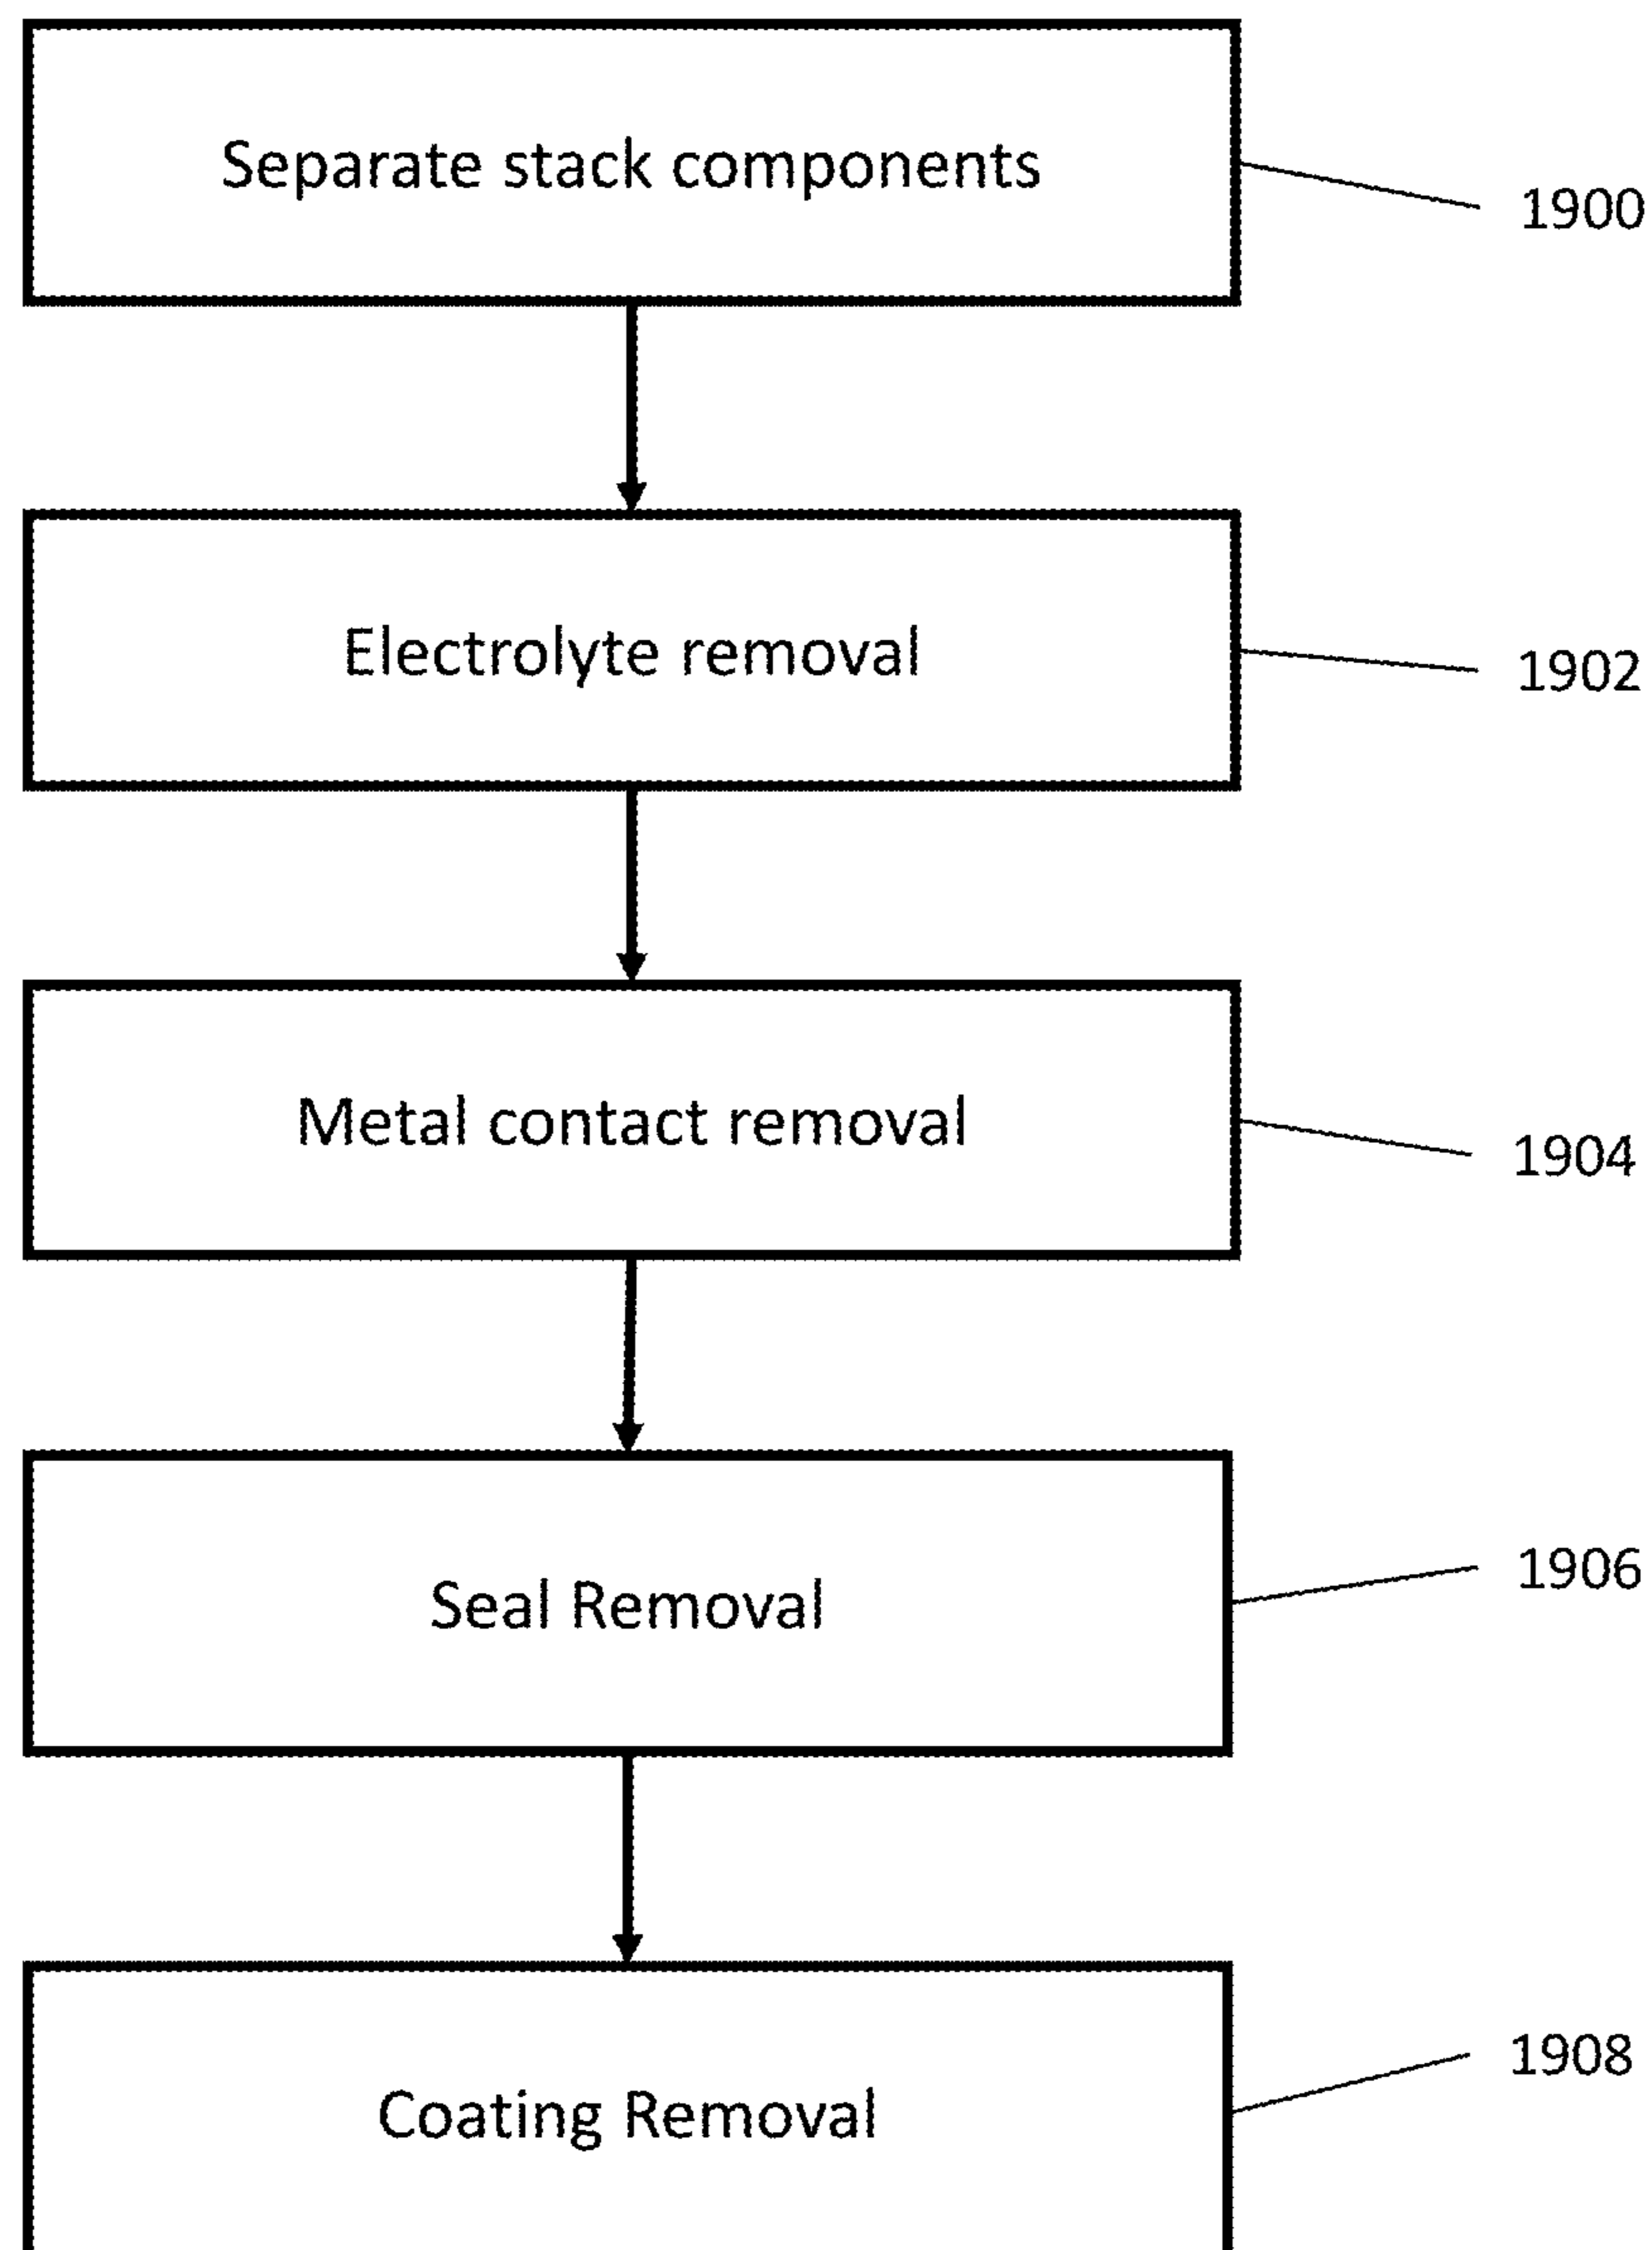 Separate stack components
1900
Electrolyte removal
1902
Metal contact removal
1904
Seal Removal
1906
Coating Removal
1908